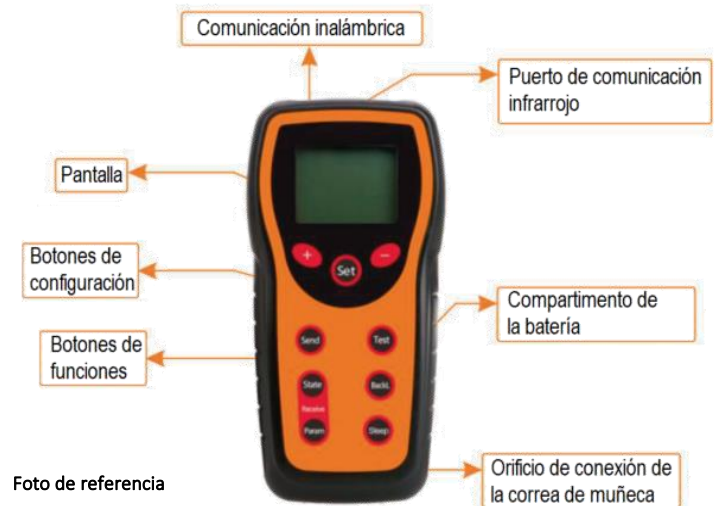 Comunicación inalámbrica
Puerto de comunicación
infrarrojo
Pantalla
Botones de
configuración
Botones de
funciones
+
Set
-
Send
Test
State
BackL
Receive
Param
Sleep
Compartimento de
la batería
Orificio de conexión de
la correa de muñeca
Foto de referencia